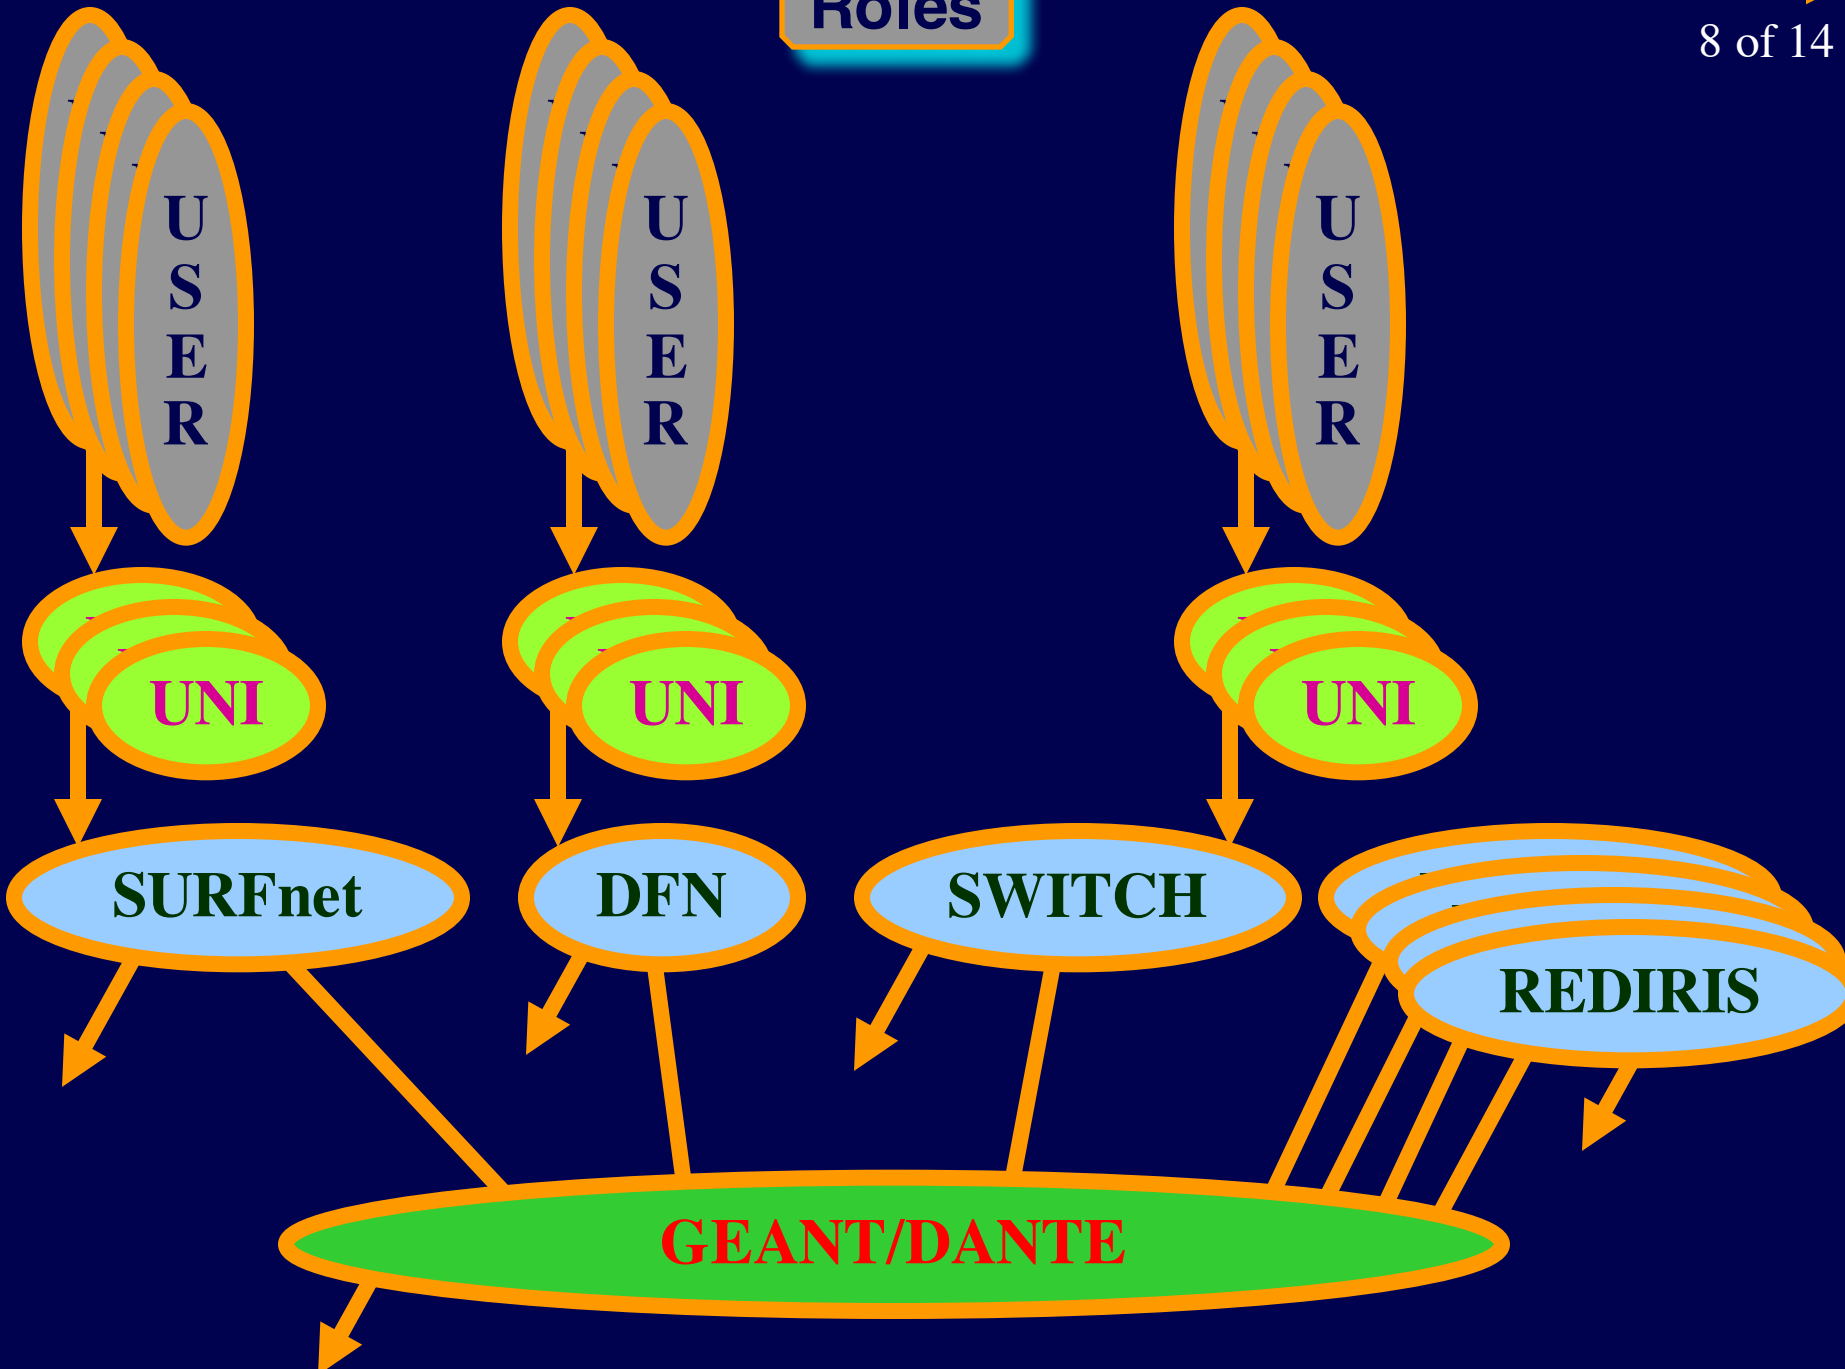 Roles
8 of 14
U
S
E
R
U
S
E
R
U
S
E
R
UNI
UNI
UNI
SURFnet
DFN
SWITCH
REDIRIS
GEANT/DANTE